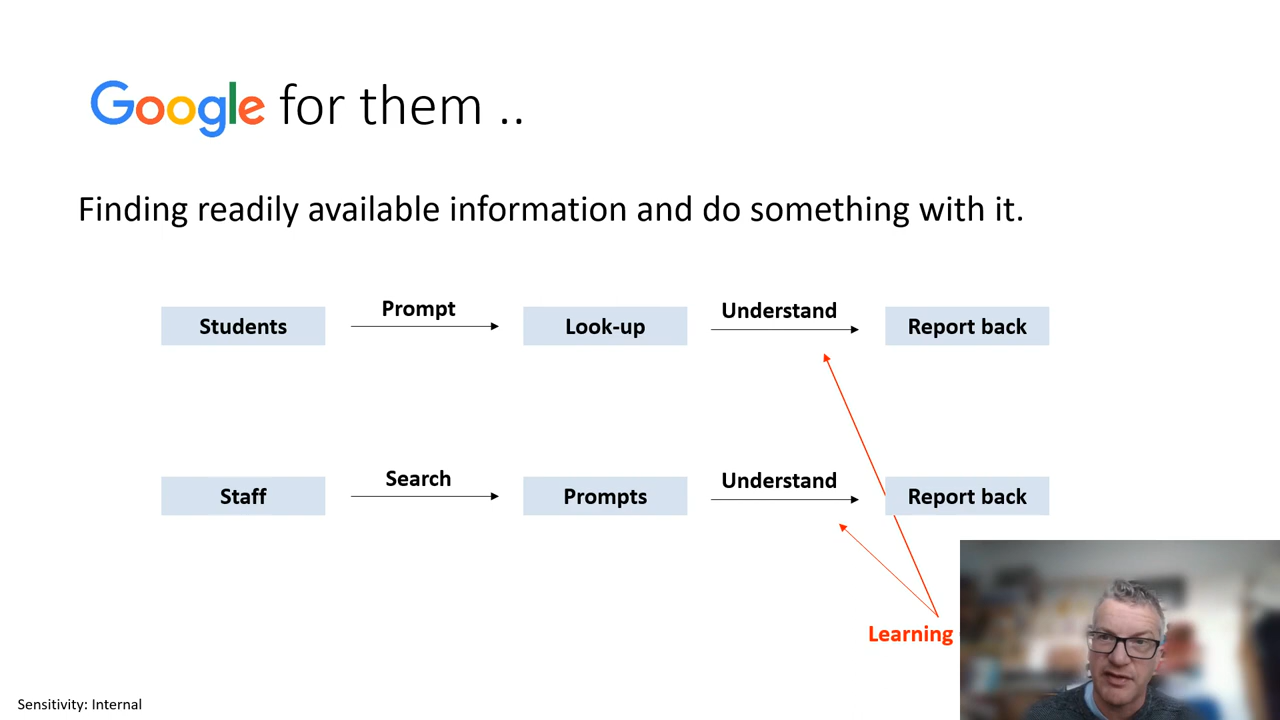 Google for them ..
Finding readily available information and do something with it.
Prompt
Understand
Students
Look-up
Report back
Search
Understand
Staff
Prompts
Report back
Learning
Sensitivity: Internal